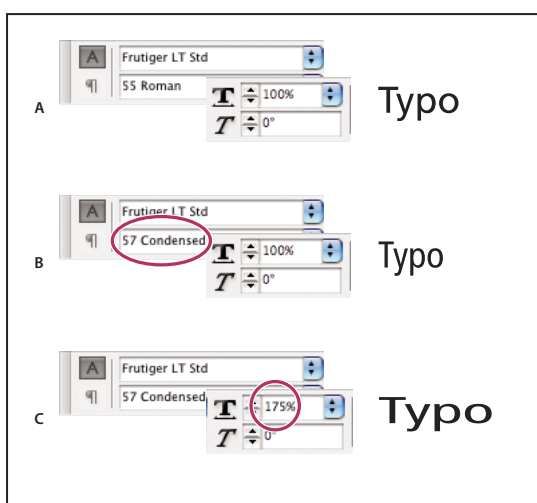 A
Frutiger LT Std
¶
55 Roman
T
100%
T
0°
Typo
A
A
Frutiger LT Std
¶
57 Condensed
T
100%
T
0°
Typo
B
A
Frutiger LT Std
¶
57 Condensed
T
175%
T
0°
Typo
C